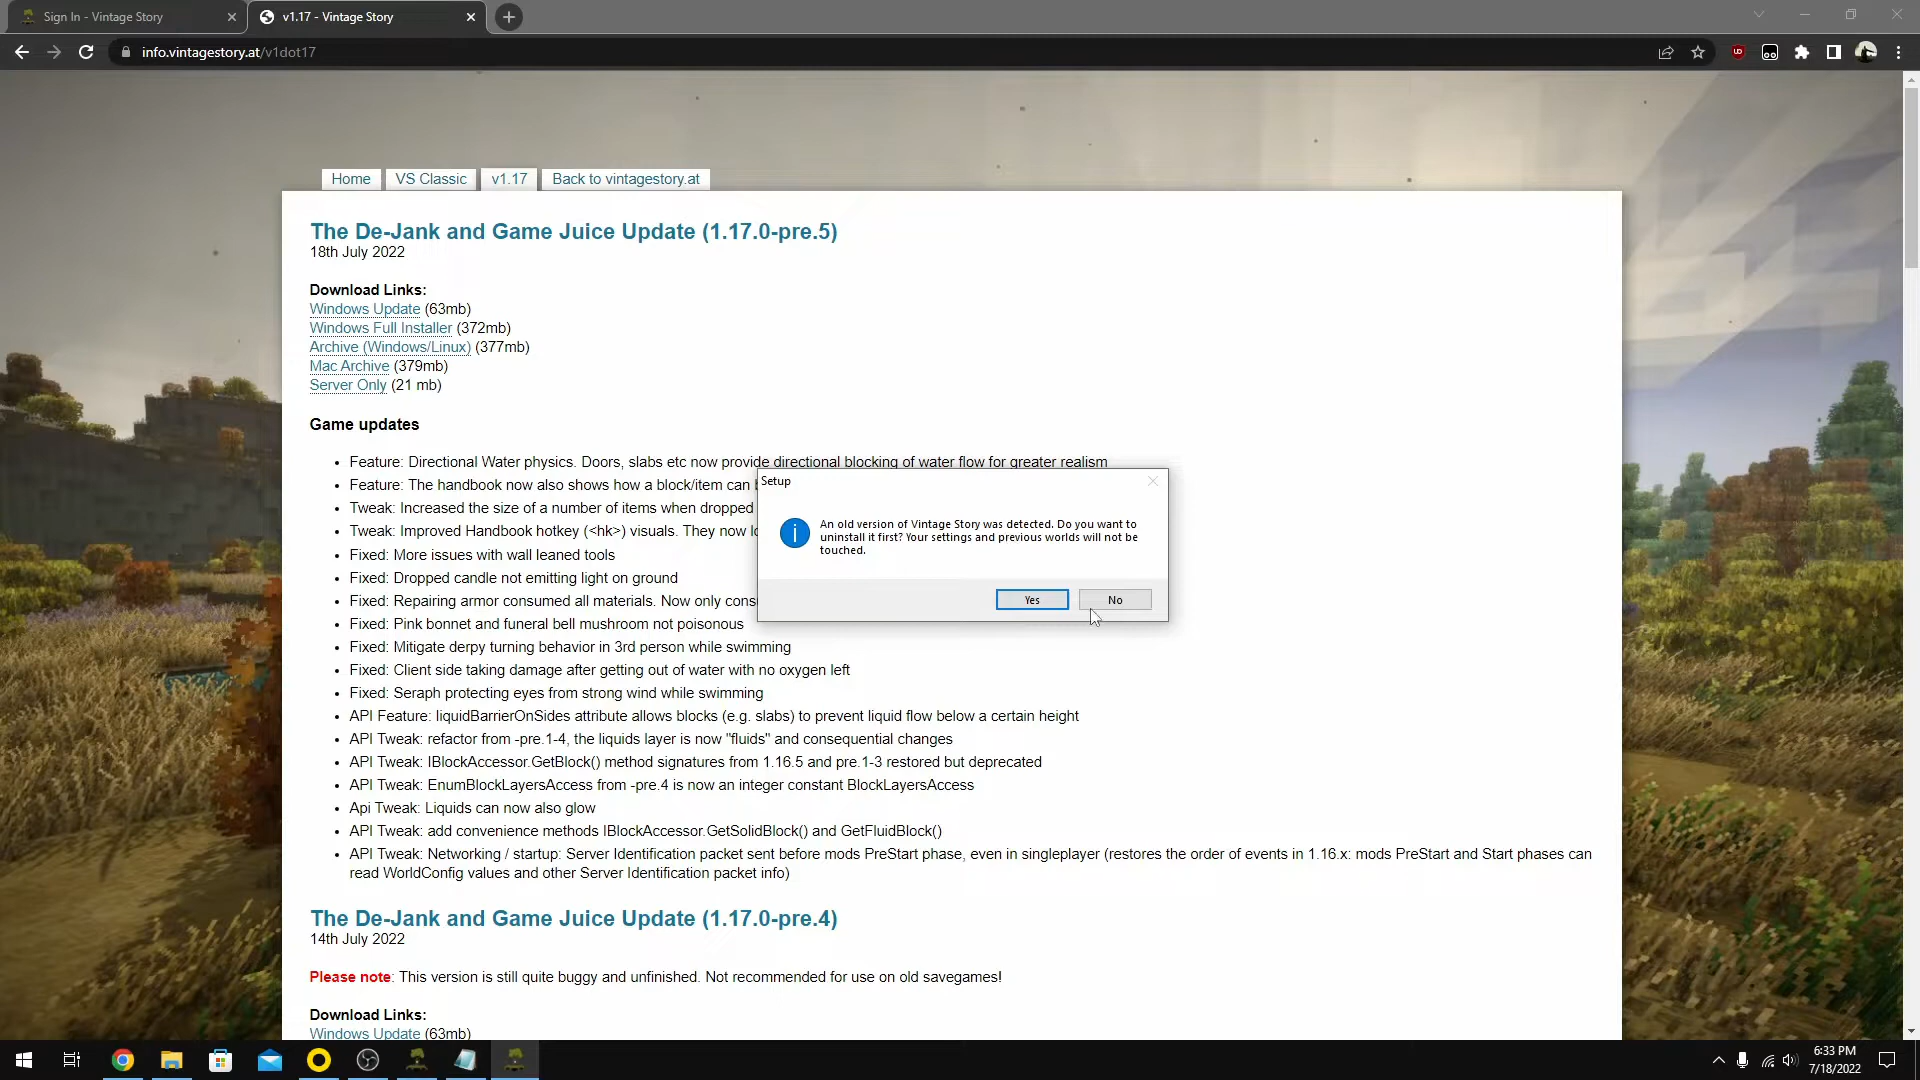 Sign In - Vintage Story
v1.17 - Vintage Story
info.vintagestory.at/v1dot17
Home
VS Classic
v1.17
Back to vintagestory.at
The De-Jank and Game Juice Update (1.17.0-pre.5)
18th July 2022
Download Links:
Windows Update (63mb)
Windows Full Installer (372mb)
Archive (Windows/Linux) (377mb)
Mac Archive (379mb)
Server Only (21 mb)
Game updates
• Feature: Directional Water physics. Doors, slabs etc now provide directional blocking of water flow for greater realism
• Feature: The handbook now also shows how a block/item can
• Tweak: Increased the size of a number of items when dropped
• Tweak: Improved Handbook hotkey (<hk>) visuals. They now
• Fixed: More issues with wall leaned tools
• Fixed: Dropped candle not emitting light on ground
• Fixed: Repairing armor consumed all materials. Now only
• Fixed: Pink bonnet and funeral bell mushroom not poisonous
• Fixed: Mitigate derpy turning behavior in 3rd person while swimming
• Fixed: Client side taking damage after getting out of water with no oxygen left
• Fixed: Seraph protecting eyes from strong wind while swimming
• API Feature: liquidBarrierOnSides attribute allows blocks (e.g. slabs) to prevent liquid flow below a certain height
• API Tweak: refactor from -pre.1-4, the liquids layer is now "fluids" and consequential changes
• API Tweak: IBlockAccessor.GetBlock() method signatures from 1.16.5 and pre.1-3 restored but deprecated
• API Tweak: EnumBlockLayersAccess from -pre.4 is now an integer constant BlockLayersAccess
• Api Tweak: Liquids can now also glow
• API Tweak: add convenience methods IBlockAccessor.GetSolidBlock() and GetFluidBlock()
• API Tweak: Networking / startup: Server Identification packet sent before mods PreStart phase, even in singleplayer (restores the order of events in 1.16.x: mods PreStart and Start phases can
read WorldConfig values and other Server Identification packet info)
Setup
An old version of Vintage Story was detected. Do you want to
uninstall it first? Your settings and previous worlds will not be
touched.
Yes
No
The De-Jank and Game Juice Update (1.17.0-pre.4)
14th July 2022
Please note: This version is still quite buggy and unfinished. Not recommended for use on old savegames!
Download Links:
Windows Update (63mb)
6:33 PM
7/18/2022